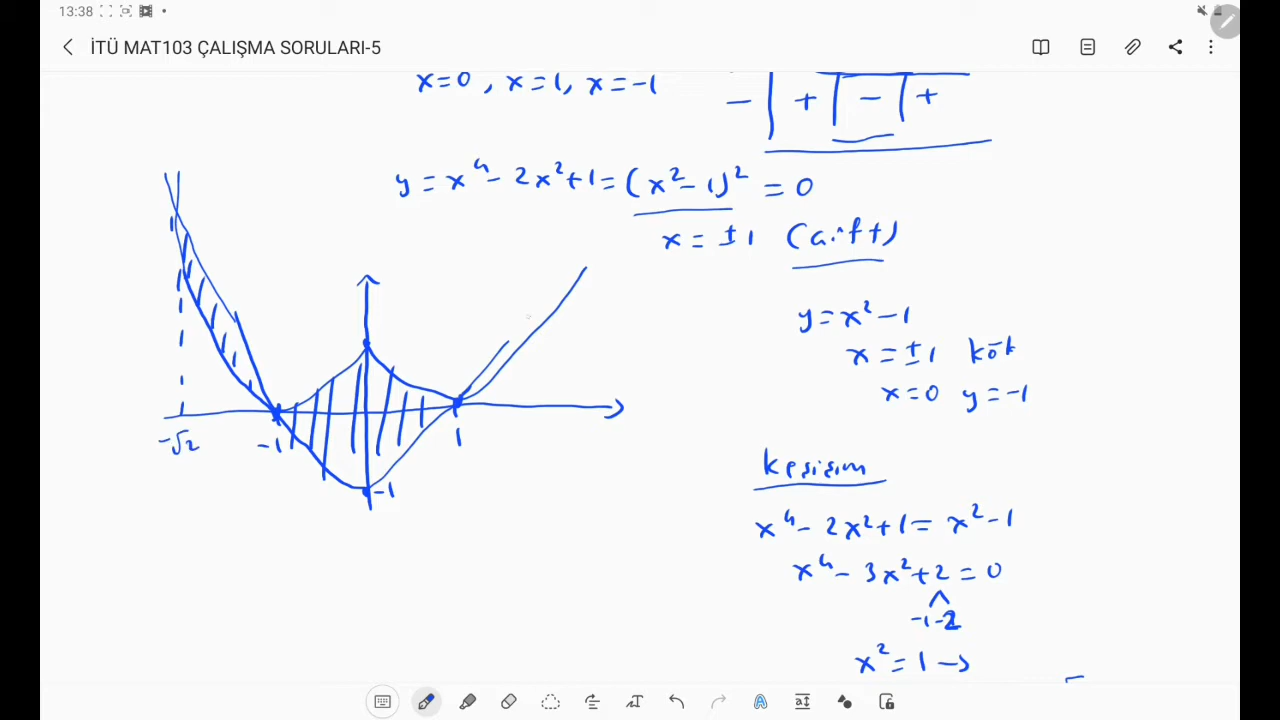 13:38
İTÜ MAT103 ÇALIŞMA SORULARI-5
x=0, x=1, x=-1
- | + | - | +
y = x⁴ - 2x² + 1 = (x² - 1)² = 0
x = ±1 (çift)
y = x² - 1
x = ±1 kök
x=0 y=-1
-√2 -1 1
-1
kesişim
x⁴ - 2x² + 1 = x² - 1
x⁴ - 3x² + 2 = 0
-1 -2
x² = 1 →